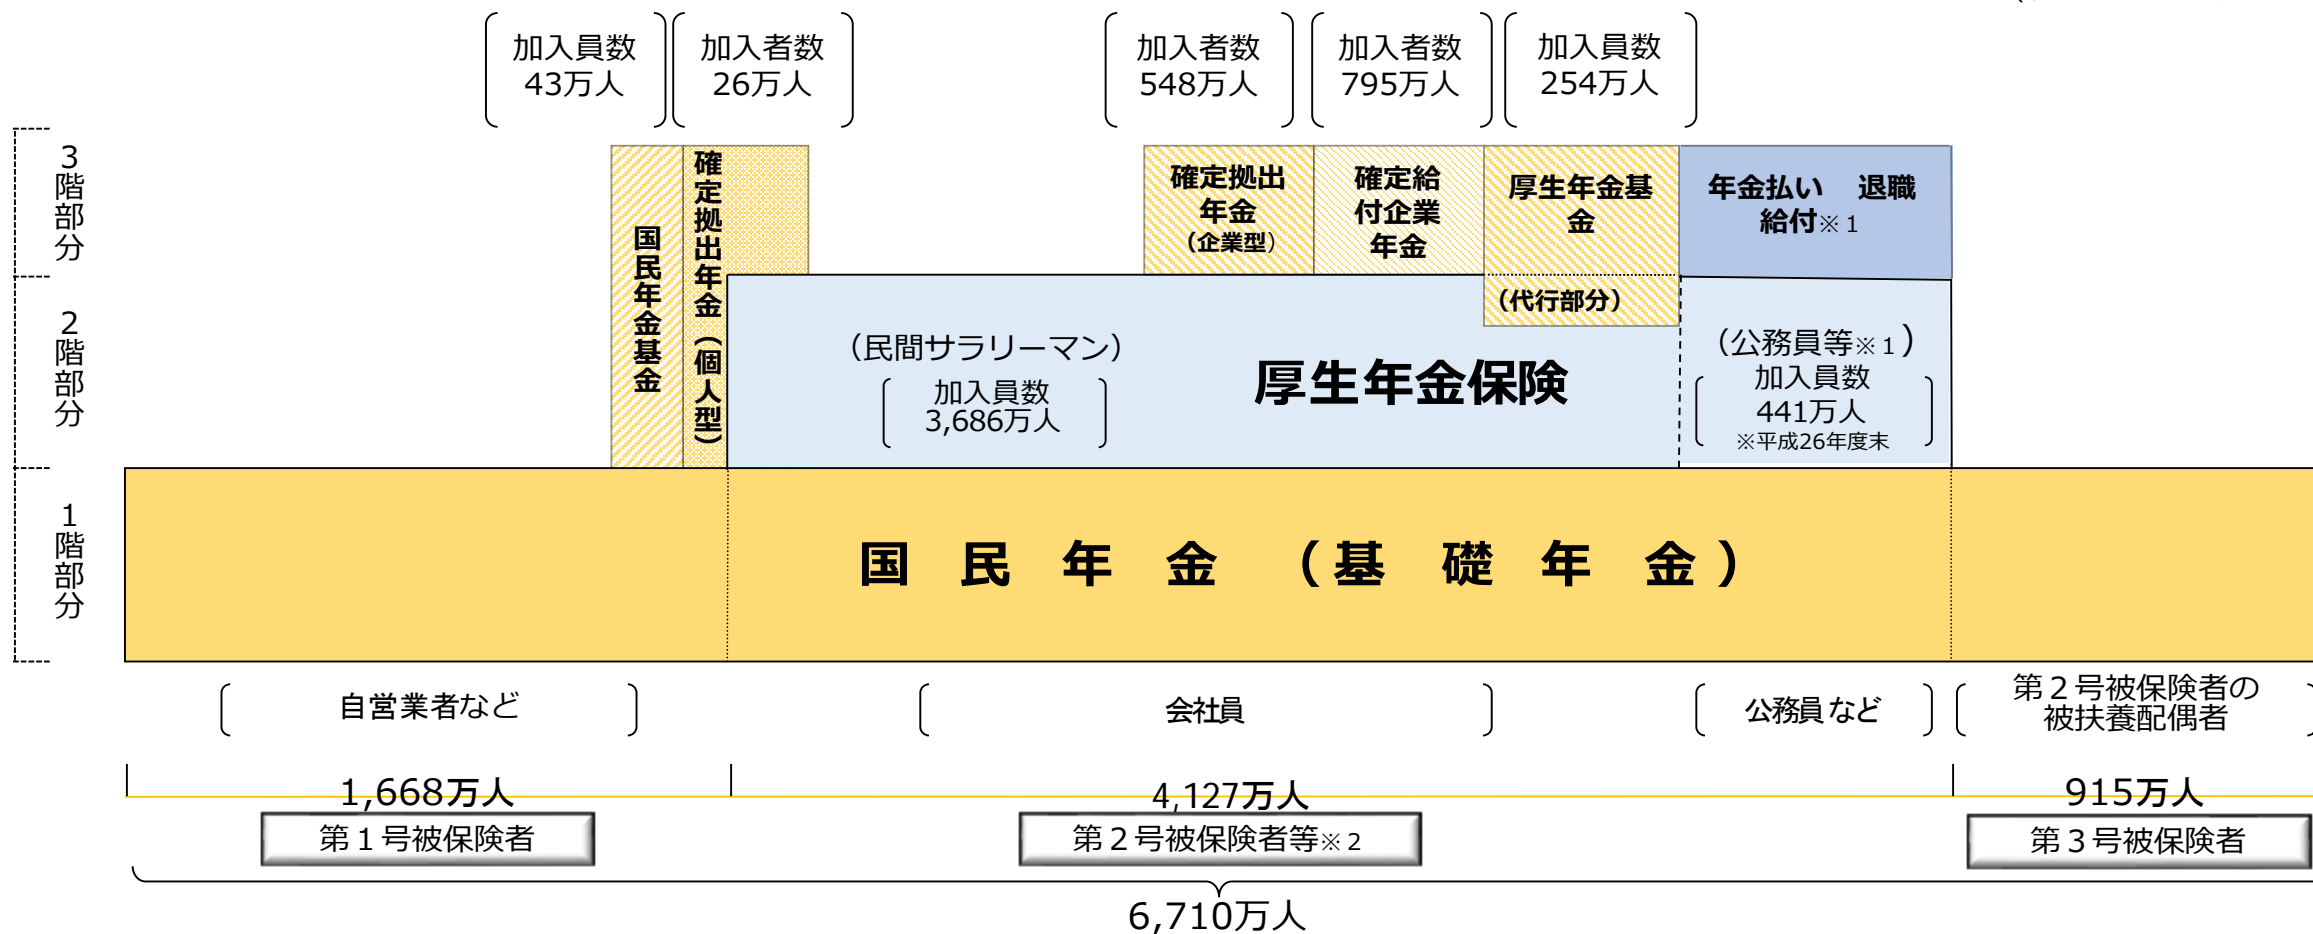 加入員数
43万人
加入者数
26万人
加入者数
548万人
加入者数
795万人
加入員数
254万人
3階部分
2階部分
1階部分
国民年金基金
確定拠出年金（個人型）
確定拠出
年金
（企業型）
確定給
付企業
年金
厚生年金基
金
（代行部分）
年金払い　退職
給付※１
（民間サラリーマン）
加入員数
3,686万人
厚生年金保険
（公務員等※１）
加入員数
441万人
※平成26年度末
国　民　年　金　（基　礎　年　金）
自営業者など
会社員
公務員など
第２号被保険者の
被扶養配偶者
1,668万人
4,127万人
915万人
第１号被保険者
第２号被保険者等※２
第３号被保険者
6,710万人